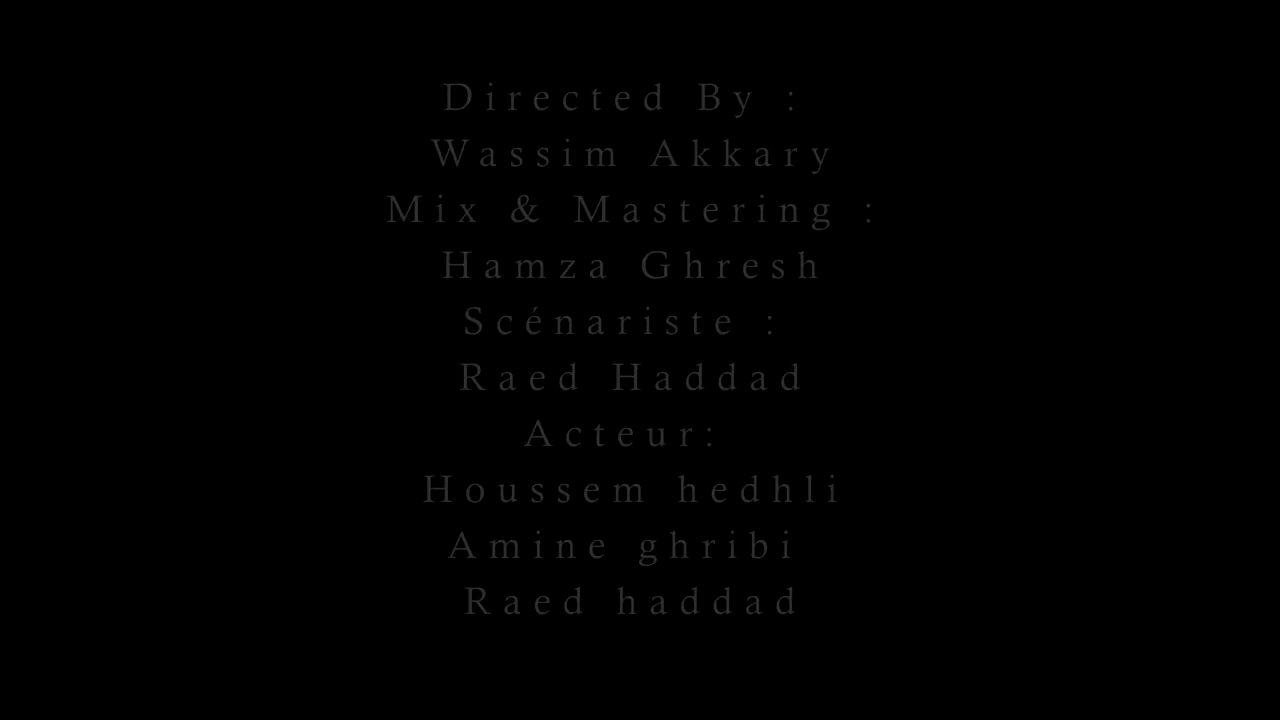 Directed By :
Wassim Akkary
Mix & Mastering :
Hamza Ghresh
Scénariste :
Raed Haddad
Acteur:
Houssem hedhli
Amine ghribi
Raed haddad